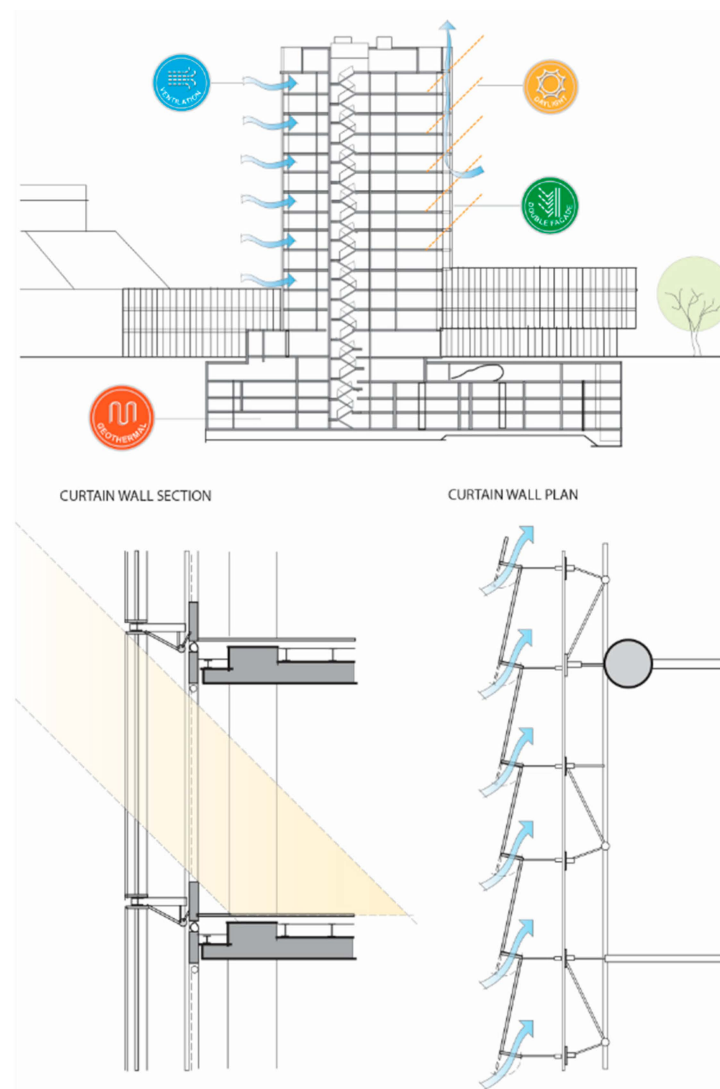 VENTILATION
DAYLIGHT
DOUBLE FACADE
GEOTHERMAL
CURTAIN WALL SECTION
CURTAIN WALL PLAN